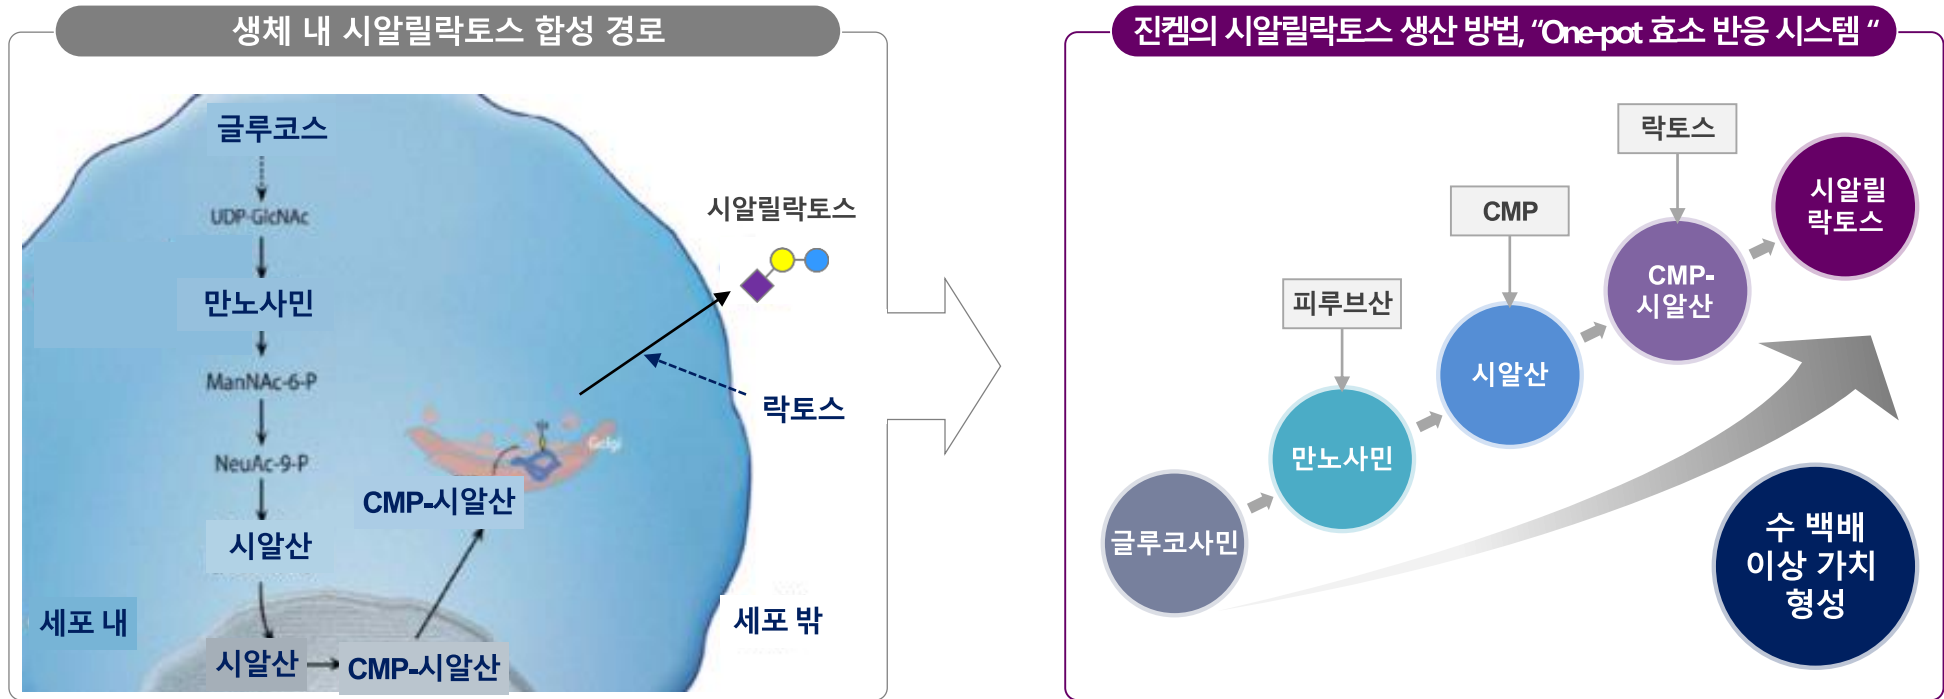 생체 내 시알릴락토스 합성 경로
글루코스
UDP-GlcNAc
만노사민
ManNAc-6-P
NeuAc-9-P
시알산
시알산
CMP-시알산
CMP-시알산
Golgi
시알릴락토스
락토스
세포 내
세포 밖
진켐의 시알릴락토스 생산 방법, “One-pot 효소 반응 시스템 “
글루코사민
만노사민
피루브산
시알산
CMP
CMP-
시알산
락토스
시알릴
락토스
수 백배
이상 가치
형성